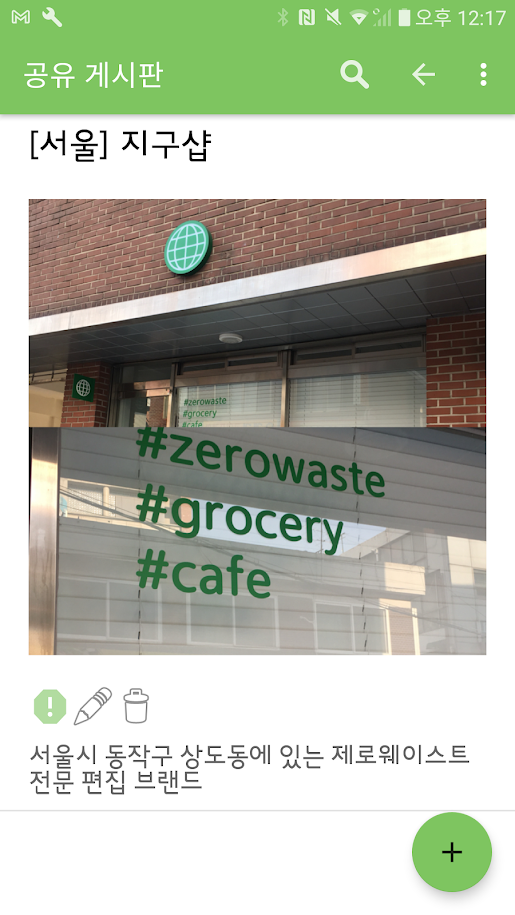 오후 12:17
공유 게시판
[서울] 지구샵
#zerowaste
#grocery
#cafe
#zerowaste
#grocery
#cafe
서울시 동작구 상도동에 있는 제로웨이스트
전문 편집 브랜드